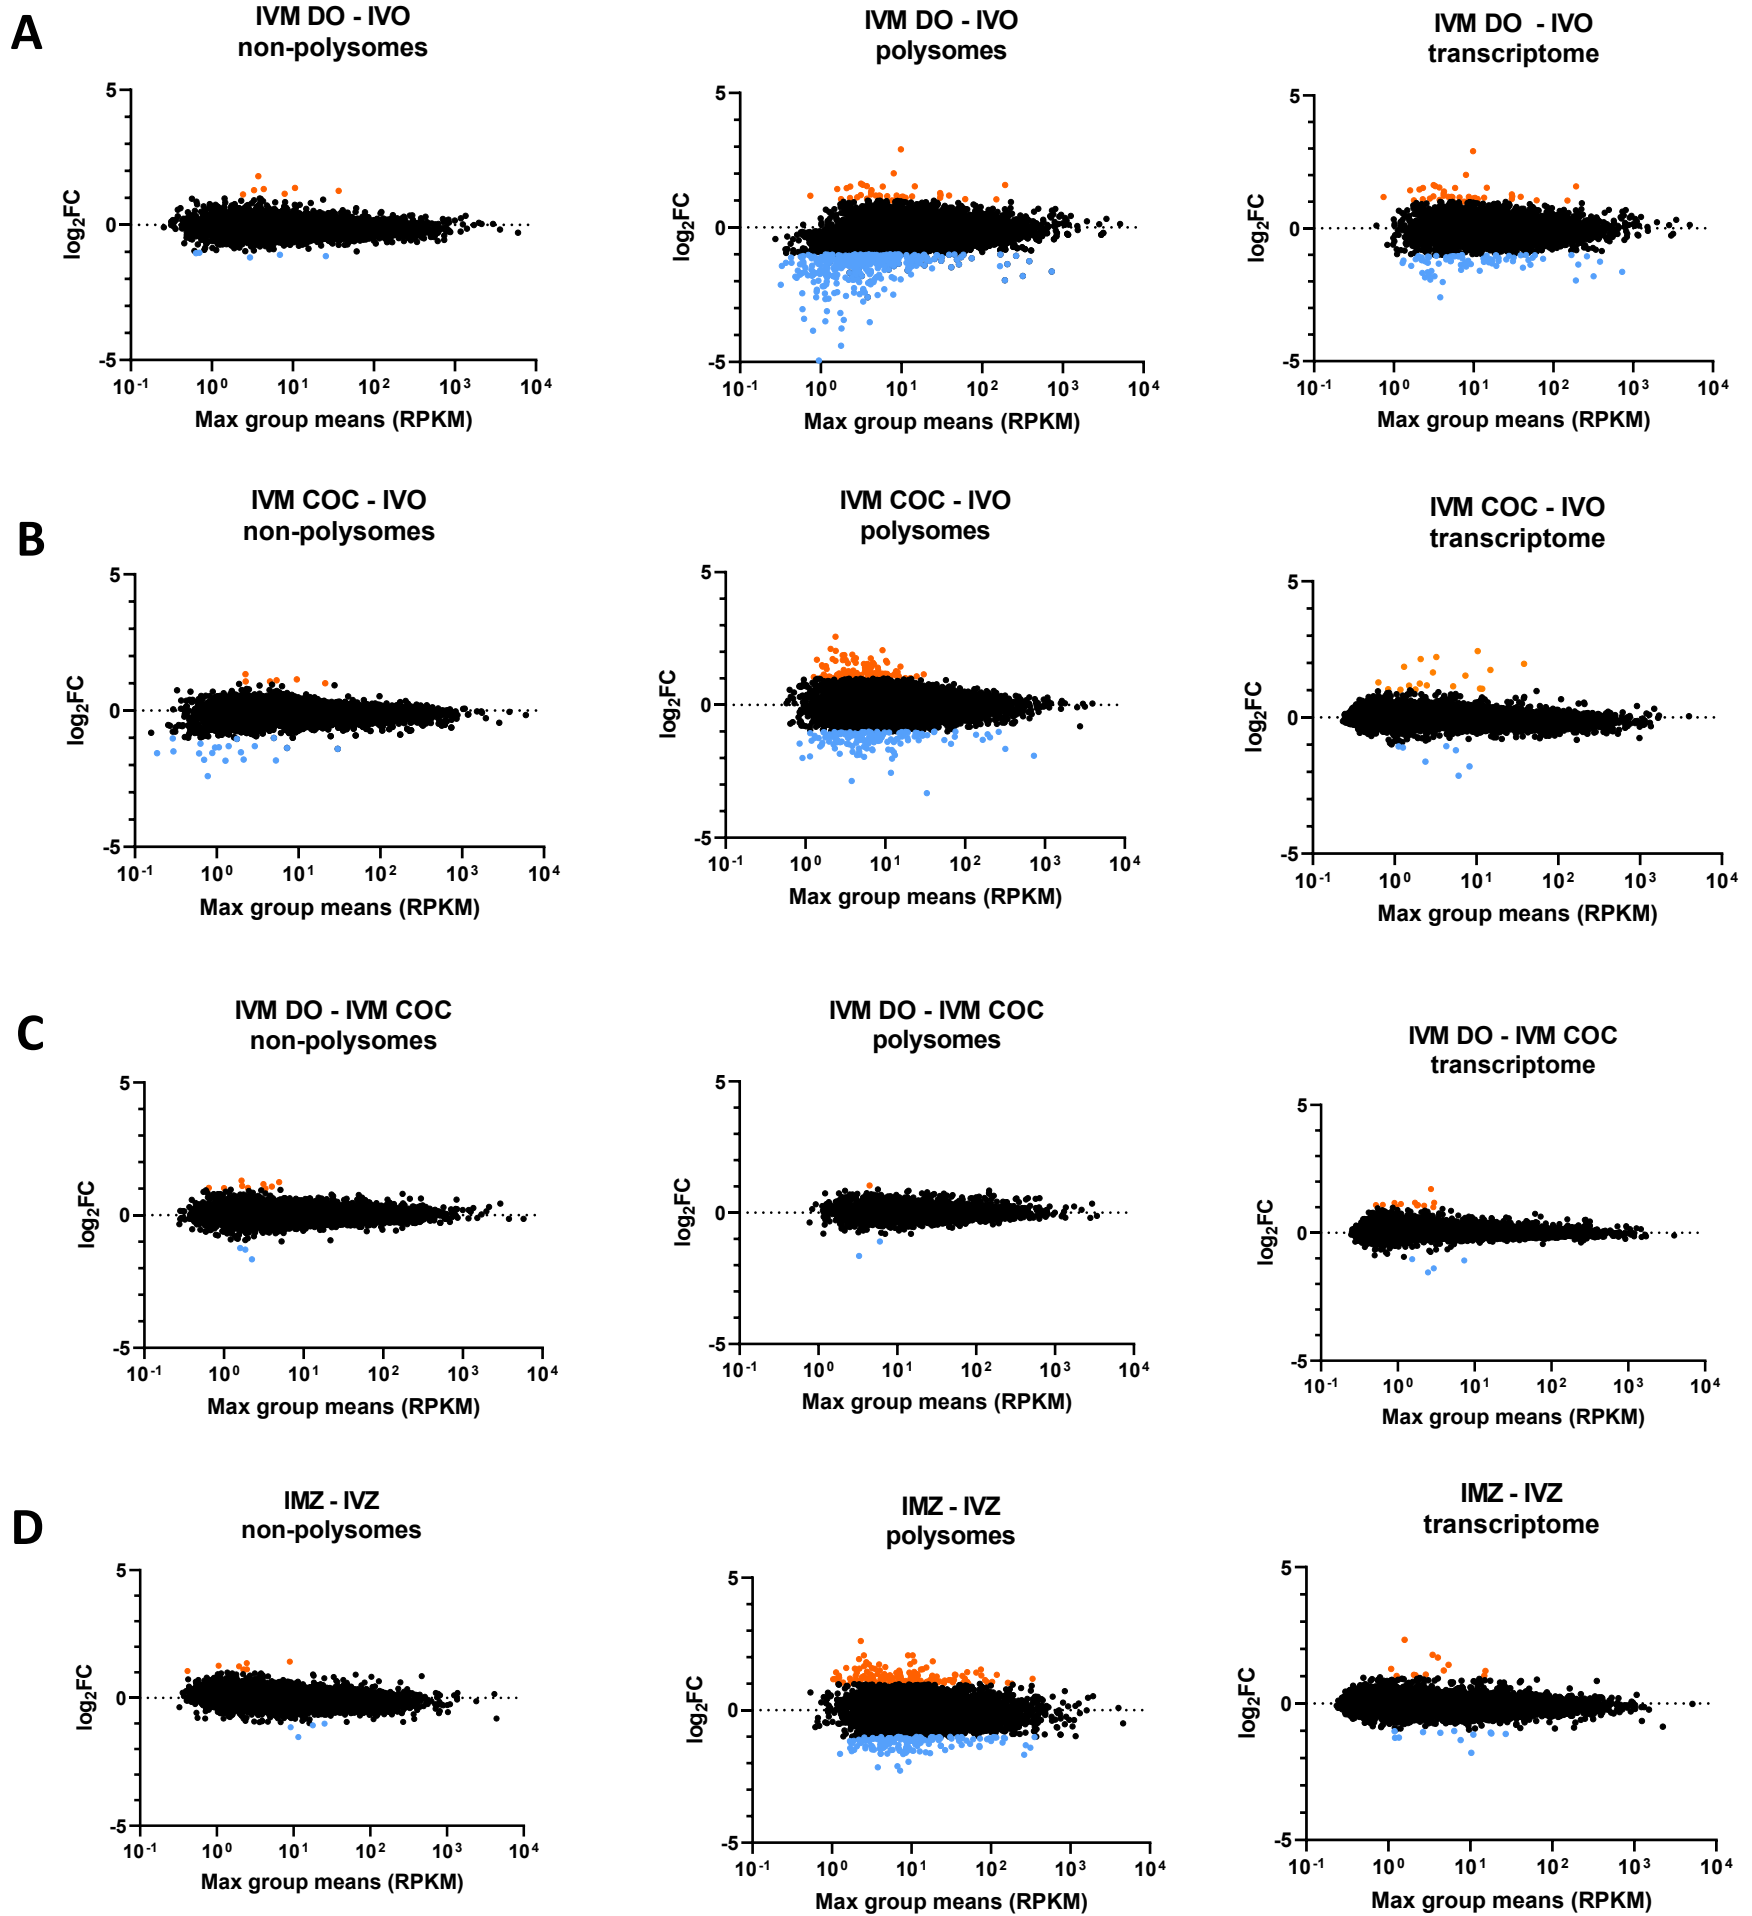 A
IVM DO - IVO
non-polysomes
5
0
-5
log2FC
10-1 100 101 102 103 104
Max group means (RPKM)
IVM DO - IVO
polysomes
5
0
-5
log2FC
10-1 100 101 102 103 104
Max group means (RPKM)
IVM DO - IVO
transcriptome
5
0
-5
log2FC
10-1 100 101 102 103 104
Max group means (RPKM)
B
IVM COC - IVO
non-polysomes
5
0
-5
log2FC
10-1 100 101 102 103 104
Max group means (RPKM)
IVM COC - IVO
polysomes
5
0
-5
log2FC
10-1 100 101 102 103 104
Max group means (RPKM)
IVM COC - IVO
transcriptome
5
0
-5
log2FC
10-1 100 101 102 103 104
Max group means (RPKM)
C
IVM DO - IVM COC
non-polysomes
5
0
-5
log2FC
10-1 100 101 102 103 104
Max group means (RPKM)
IVM DO - IVM COC
polysomes
5
0
-5
log2FC
10-1 100 101 102 103 104
Max group means (RPKM)
IVM DO - IVM COC
transcriptome
5
0
-5
log2FC
10-1 100 101 102 103 104
Max group means (RPKM)
D
IMZ - IVZ
non-polysomes
5
0
-5
log2FC
10-1 100 101 102 103 104
Max group means (RPKM)
IMZ - IVZ
polysomes
5
0
-5
log2FC
10-1 100 101 102 103 104
Max group means (RPKM)
IMZ - IVZ
transcriptome
5
0
-5
log2FC
10-1 100 101 102 103 104
Max group means (RPKM)